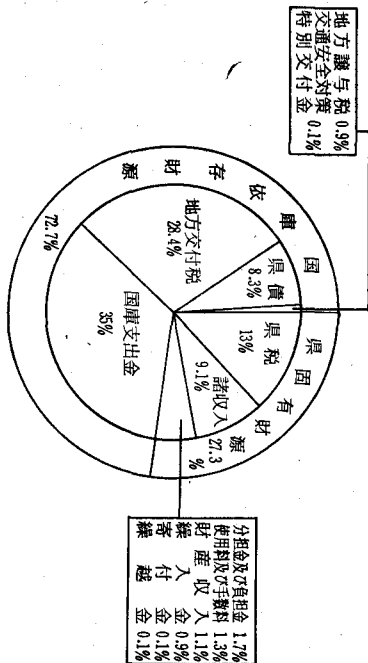 地方譲与税 0.9%
交通安全対策
特別交付金 0.1%
国庫依存財源
72.7%
県固有財源
27.3
%
地方交付税
28.4%
県債
8.3%
県税
13%
諸収入
9.1%
国庫支出金
35%
分担金及び負担金 1.7%
使用料及び手数料 1.3%
財産収入 1.1%
繰入金 0.9%
寄付金 0.1%
繰越金 0.1%